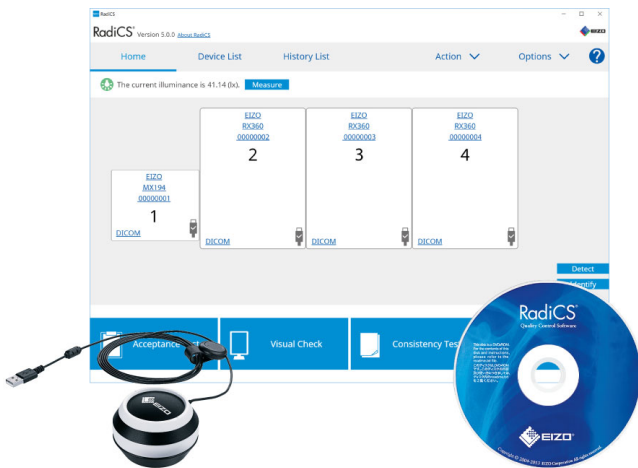 RadiCS
RadiCS® Version 5.0.0 About RadiCS
EIZO
Home Device List History List Action Options ?
The current illuminance is 41.14 (lx). Measure
EIZO
MX194
00000001
1
DICOM
EIZO
RX360
00000002
2
DICOM
EIZO
RX360
00000003
3
DICOM
EIZO
RX360
00000004
4
DICOM
Detect
Identify
Acceptance
Visual Check
Consistency Tes
EIZO
RadiCS®
Quality Control Software
EIZO®